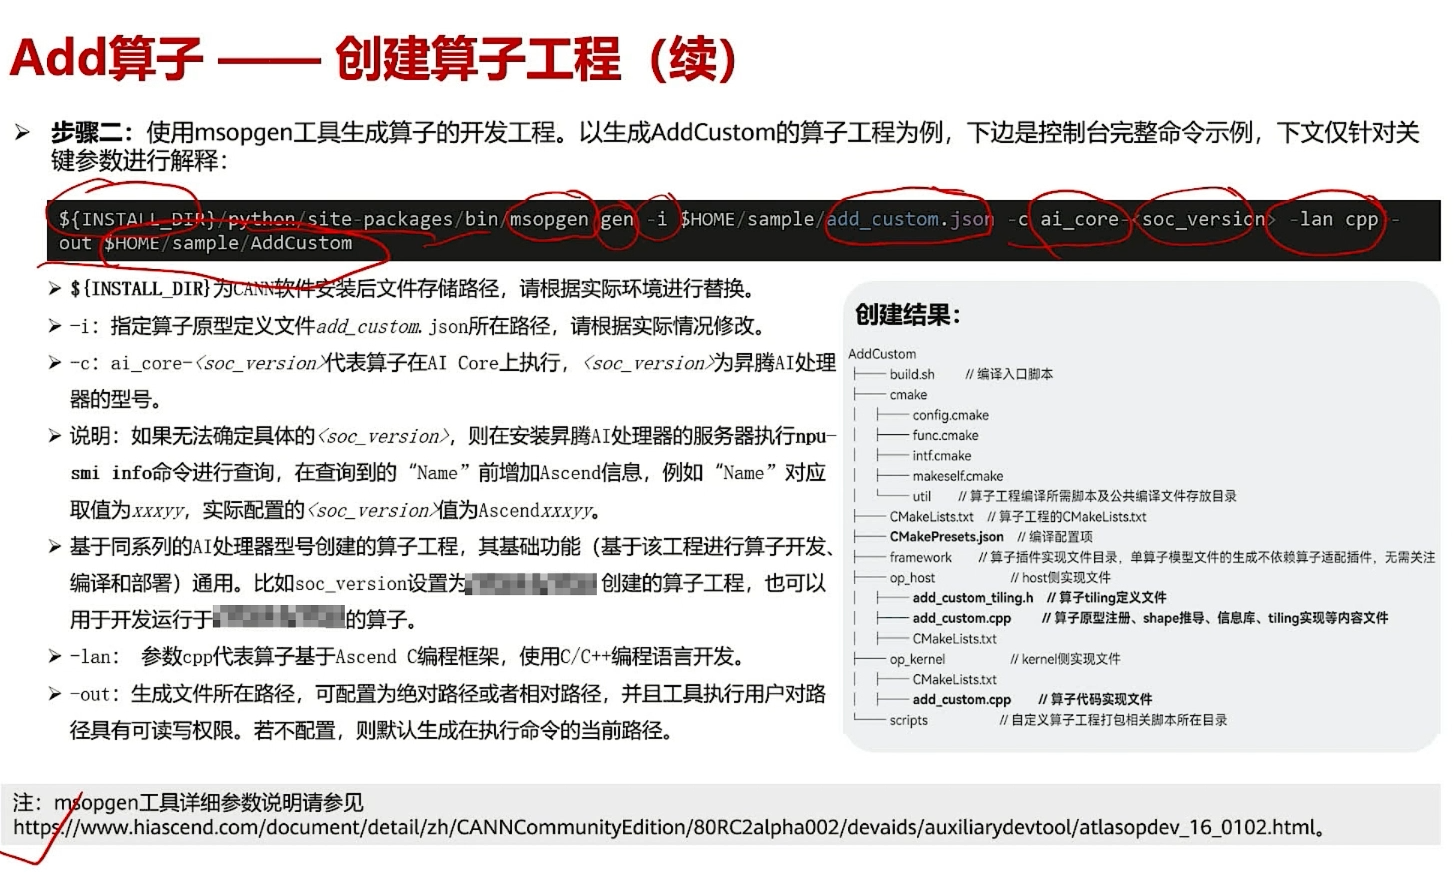 Add算子 —— 创建算子工程（续）
➢ 步骤二：使用msopgen工具生成算子的开发工程。以生成AddCustom的算子工程为例，下边是控制台完整命令示例，下文仅针对关
键参数进行解释：
${INSTALL_DIR}/python/site-packages/bin/msopgen gen -i $HOME/sample/add_custom.json -c ai_core-<soc_version> -lan cpp -
out $HOME/sample/AddCustom
➢ ${INSTALL_DIR}为CANN软件安装后文件存储路径，请根据实际环境进行替换。
➢ -i：指定算子原型定义文件add_custom.json所在路径，请根据实际情况修改。
➢ -c：ai_core-<soc_version>代表算子在AI Core上执行，<soc_version>为昇腾AI处理
器的型号。
➢ 说明：如果无法确定具体的<soc_version>，则在安装昇腾AI处理器的服务器执行npu-
smi info命令进行查询，在查询到的“Name”前增加Ascend信息，例如“Name”对应
取值为xxxyy，实际配置的<soc_version>值为Ascendxxxyy。
➢ 基于同系列的AI处理器型号创建的算子工程，其基础功能（基于该工程进行算子开发、
编译和部署）通用。比如soc_version设置为 创建的算子工程，也可以
用于开发运行于 的算子。
➢ -lan： 参数cpp代表算子基于Ascend C编程框架，使用C/C++编程语言开发。
➢ -out：生成文件所在路径，可配置为绝对路径或者相对路径，并且工具执行用户对路
径具有可读写权限。若不配置，则默认生成在执行命令的当前路径。
创建结果：
AddCustom
├── build.sh // 编译入口脚本
├── cmake
│ ├── config.cmake
│ ├── func.cmake
│ ├── intf.cmake
│ ├── makeself.cmake
│ └── util // 算子工程编译所需脚本及公共编译文件存放目录
├── CMakeLists.txt // 算子工程的CMakeLists.txt
├── CMakePresets.json // 编译配置项
├── framework // 算子插件实现文件目录，单算子模型文件的生成不依赖算子适配插件，无需关注
├── op_host // host侧实现文件
│ ├── add_custom_tiling.h // 算子tiling定义文件
│ ├── add_custom.cpp // 算子原型注册、shape推导、信息库、tiling实现等内容文件
│ ├── CMakeLists.txt
├── op_kernel // kernel侧实现文件
│ ├── CMakeLists.txt
│ ├── add_custom.cpp // 算子代码实现文件
└── scripts // 自定义算子工程打包相关脚本所在目录
注：msopgen工具详细参数说明请参见
https://www.hiascend.com/document/detail/zh/CANNCommunityEdition/80RC2alpha002/devaids/auxiliarydevtool/atlasopdev_16_0102.html。